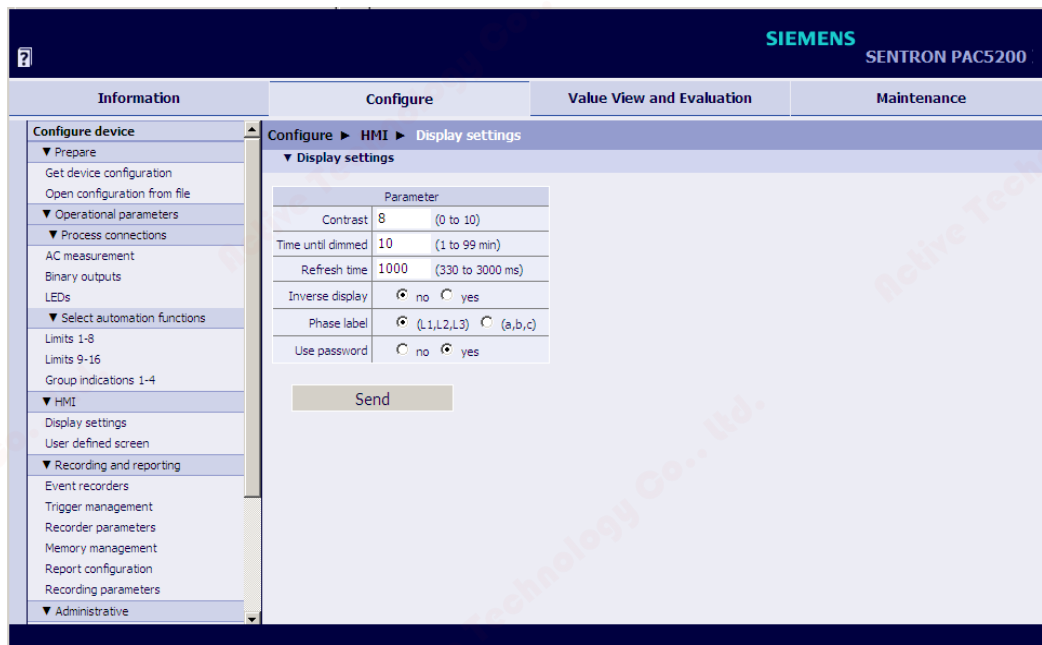 SIEMENS
SENTRON PAC5200
?
Information
Configure
Value View and Evaluation
Maintenance
Configure device
▼ Prepare
Get device configuration
Open configuration from file
▼ Operational parameters
▼ Process connections
AC measurement
Binary outputs
LEDs
▼ Select automation functions
Limits 1-8
Limits 9-16
Group indications 1-4
▼ HMI
Display settings
User defined screen
▼ Recording and reporting
Event recorders
Trigger management
Recorder parameters
Memory management
Report configuration
Recording parameters
▼ Administrative
Configure ► HMI ► Display settings
▼ Display settings
Parameter
Contrast 8 (0 to 10)
Time until dimmed 10 (1 to 99 min)
Refresh time 1000 (330 to 3000 ms)
Inverse display no yes
Phase label (L1,L2,L3) (a,b,c)
Use password no yes
Send
Technology Co., ltd.